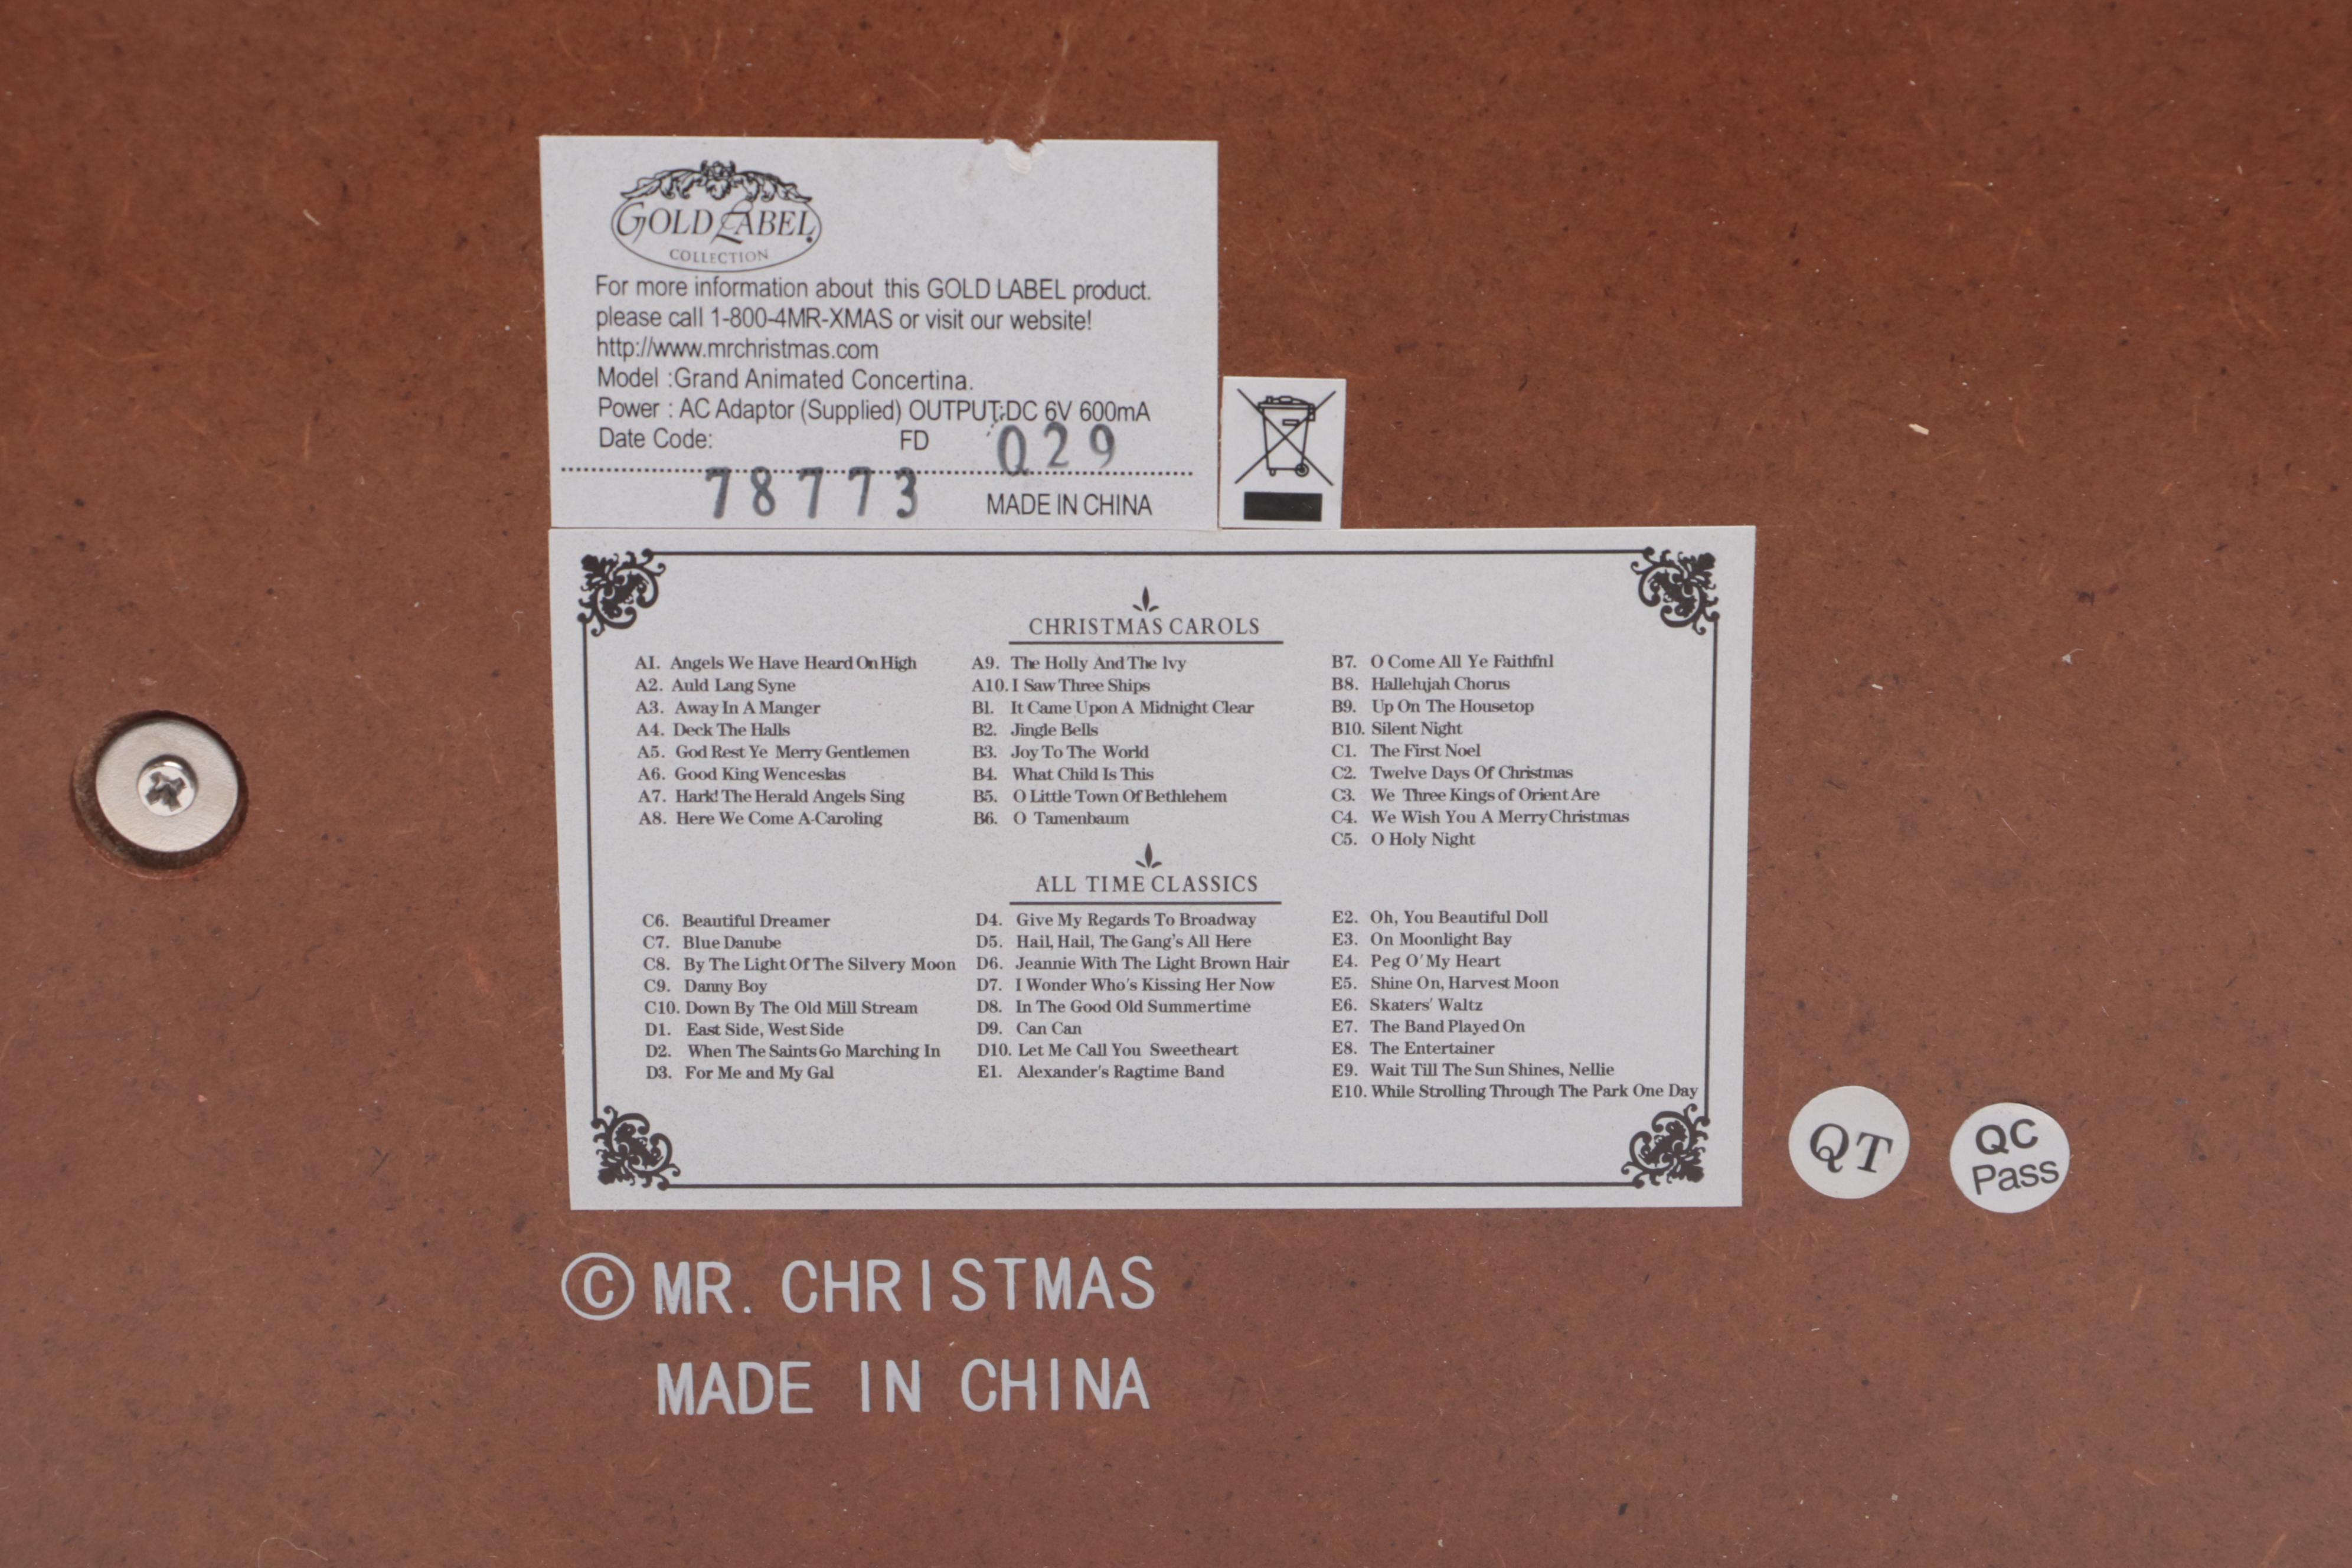 GOLD LABEL
COLLECTION
For more information about this GOLD LABEL product.
please call 1-800-4MR-XMAS or visit our website!
http://www.mrchristmas.com
Model :Grand Animated Concertina.
Power : AC Adaptor (Supplied) OUTPUT:DC 6V 600mA
Date Code: FD 029
78773 MADE IN CHINA
CHRISTMAS CAROLS
A1. Angels We Have Heard On High
A2. Auld Lang Syne
A3. Away In A Manger
A4. Deck The Halls
A5. God Rest Ye Merry Gentlemen
A6. Good King Wenceslas
A7. Hark! The Herald Angels Sing
A8. Here We Come A-Caroling
A9. The Holly And The Ivy
A10. I Saw Three Ships
B1. It Came Upon A Midnight Clear
B2. Jingle Bells
B3. Joy To The World
B4. What Child Is This
B5. O Little Town Of Bethlehem
B6. O Tamenbaum
B7. O Come All Ye Faithfnl
B8. Hallelujah Chorus
B9. Up On The Housetop
B10. Silent Night
C1. The First Noel
C2. Twelve Days Of Christmas
C3. We Three Kings of Orient Are
C4. We Wish You A Merry Christmas
C5. O Holy Night
ALL TIME CLASSICS
C6. Beautiful Dreamer
C7. Blue Danube
C8. By The Light Of The Silvery Moon
C9. Danny Boy
C10. Down By The Old Mill Stream
D1. East Side, West Side
D2. When The Saints Go Marching In
D3. For Me and My Gal
D4. Give My Regards To Broadway
D5. Hail, Hail, The Gang's All Here
D6. Jeannie With The Light Brown Hair
D7. I Wonder Who's Kissing Her Now
D8. In The Good Old Summertime
D9. Can Can
D10. Let Me Call You Sweetheart
E1. Alexander's Ragtime Band
E2. Oh, You Beautiful Doll
E3. On Moonlight Bay
E4. Peg O' My Heart
E5. Shine On, Harvest Moon
E6. Skaters' Waltz
E7. The Band Played On
E8. The Entertainer
E9. Wait Till The Sun Shines, Nellie
E10. While Strolling Through The Park One Day
QT
QC
Pass
© MR. CHRISTMAS
MADE IN CHINA